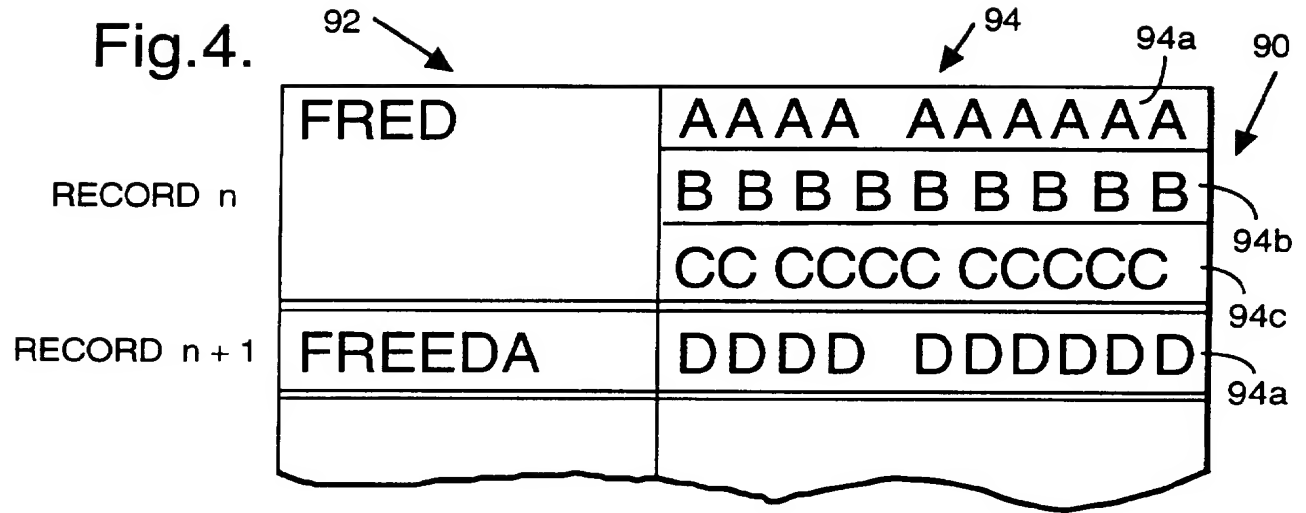 Fig.4. 92 94 94a 90
FRED AAAA AAAAAA
RECORD n B B B B B B B B B 94b
CC CCCC CCCCC 94c
RECORD n + 1 FREEDA DDDD DDDDDD 94a